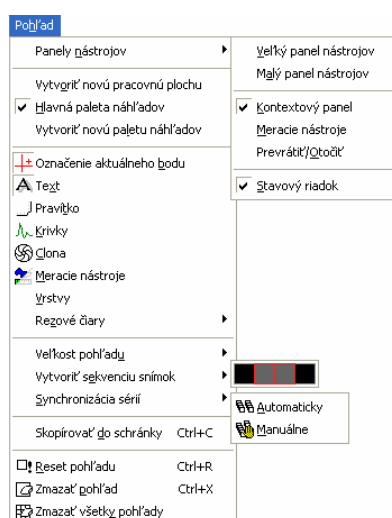 Pohľad
Panely nástrojov
Vytvoriť novú pracovnú plochu
Hlavná paleta náhľadov
Vytvoriť novú paletu náhľadov
Označenie aktuálneho bodu
Text
Pravítko
Krivky
Clona
Meracie nástroje
Vrstvy
Rezové čiary
Veľkost pohľadu
Vytvoriť sekvenciu snímok
Synchronizácia sérií
Skopírovať do schránky Ctrl+C
Reset pohľadu Ctrl+R
Zmazať pohľad Ctrl+X
Zmazať všetky pohľady
Veľký panel nástrojov
Malý panel nástrojov
Kontextový panel
Meracie nástroje
Prevrátiť/Otočiť
Stavový riadok
Automaticky
Manuálne